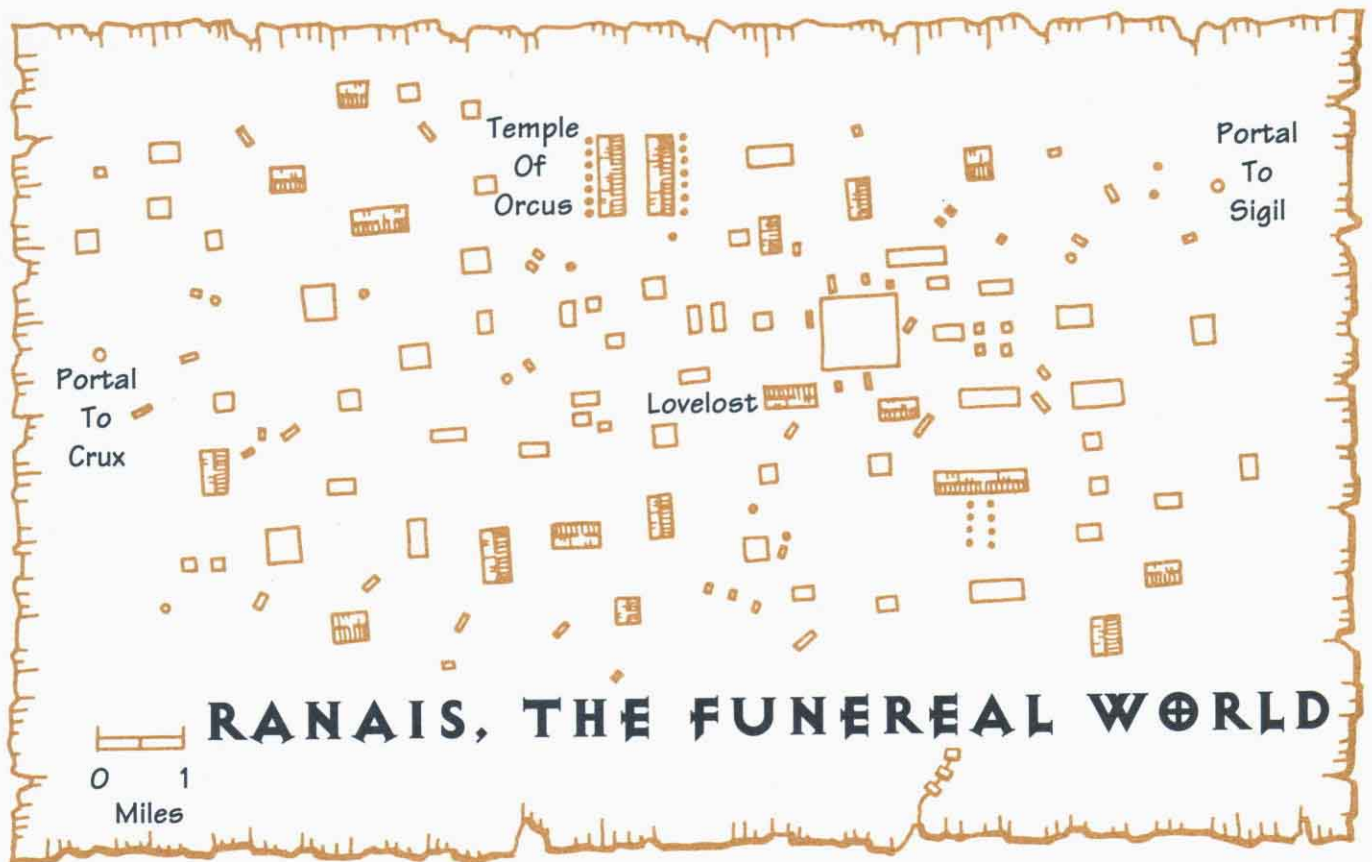 Temple
Of
Orcus
Portal
To
Sigil
Portal
To
Crux
Lovelost
RANAIS, THE FUNEREAL WORLD
0 1
Miles